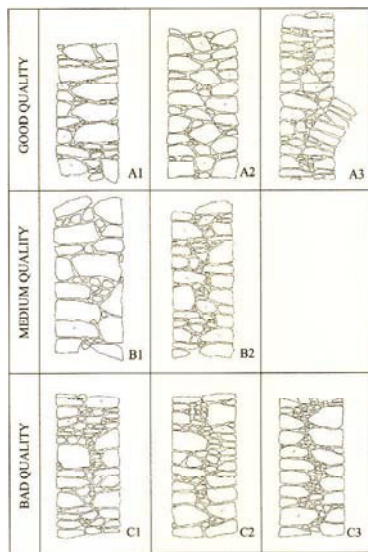 GOOD QUALITY
A1
A2
A3
MEDIUM QUALITY
B1
B2
BAD QUALITY
C1
C2
C3